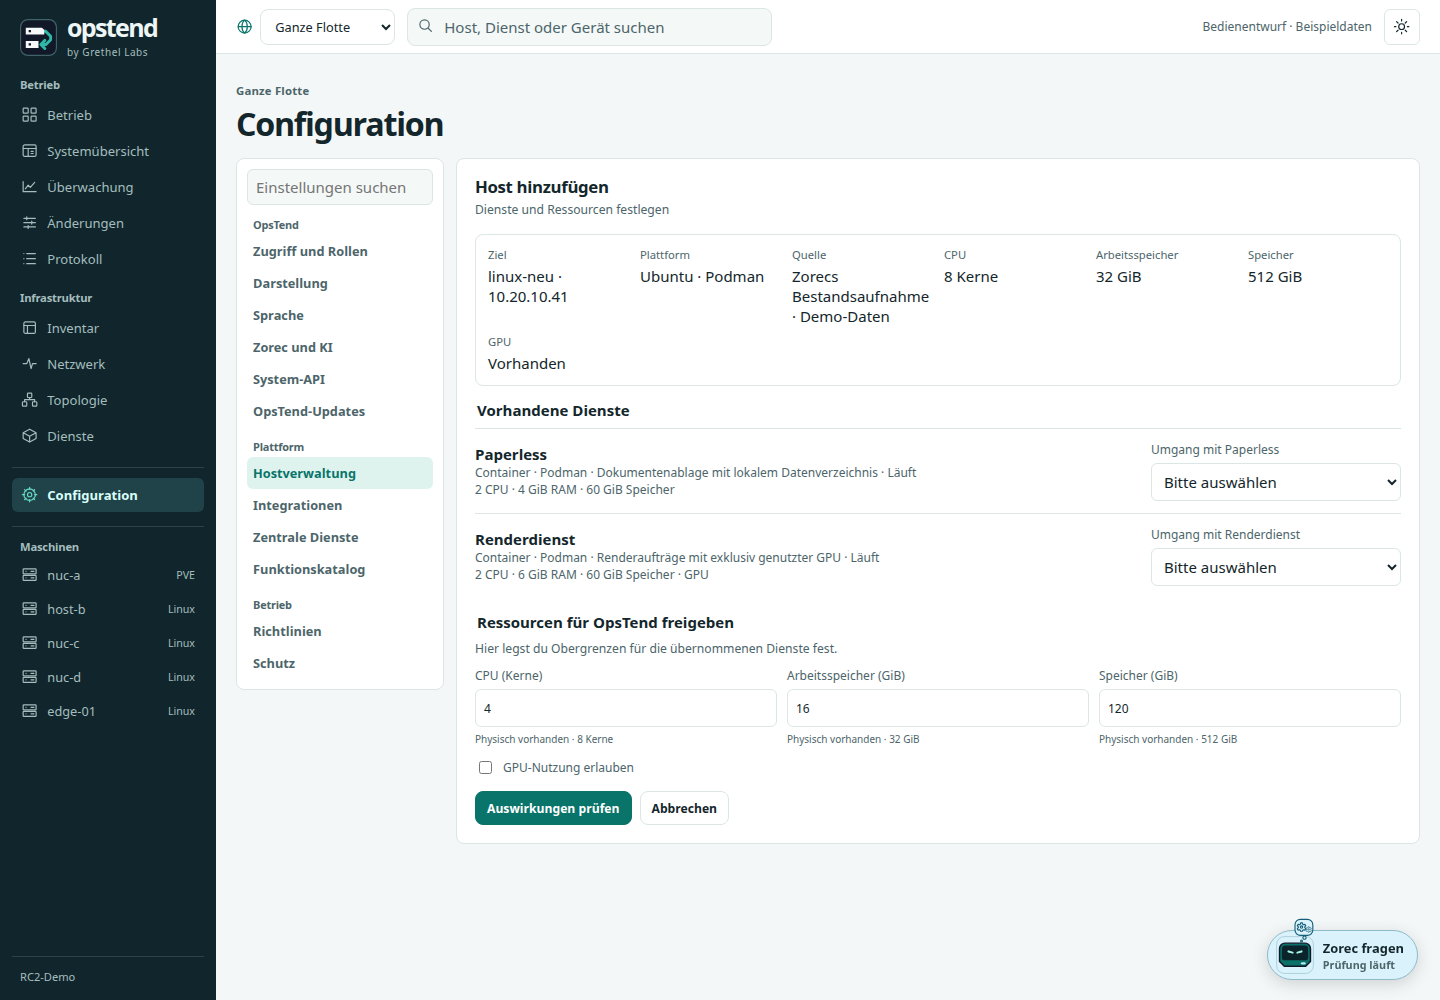 opstend
by Grethel Labs
Betrieb
Betrieb
Systemübersicht
Überwachung
Änderungen
Protokoll
Infrastruktur
Inventar
Netzwerk
Topologie
Dienste
Configuration
Maschinen
nuc-a PVE
host-b Linux
nuc-c Linux
nuc-d Linux
edge-01 Linux
RC2-Demo
Ganze Flotte
Host, Dienst oder Gerät suchen
Bedienentwurf · Beispieldaten
Ganze Flotte
Configuration
Einstellungen suchen
OpsTend
Zugriff und Rollen
Darstellung
Sprache
Zorec und KI
System-API
OpsTend-Updates
Plattform
Hostverwaltung
Integrationen
Zentrale Dienste
Funktionskatalog
Betrieb
Richtlinien
Schutz
Host hinzufügen
Dienste und Ressourcen festlegen
Ziel
linux-neu ·
10.20.10.41
Plattform
Ubuntu · Podman
Quelle
Zorecs
Bestandsaufnahme
· Demo-Daten
CPU
8 Kerne
Arbeitsspeicher
32 GiB
Speicher
512 GiB
GPU
Vorhanden
Vorhandene Dienste
Paperless
Container · Podman · Dokumentenablage mit lokalem Datenverzeichnis · Läuft
2 CPU · 4 GiB RAM · 60 GiB Speicher
Umgang mit Paperless
Bitte auswählen
Renderdienst
Container · Podman · Renderaufträge mit exklusiv genutzter GPU · Läuft
2 CPU · 6 GiB RAM · 60 GiB Speicher · GPU
Umgang mit Renderdienst
Bitte auswählen
Ressourcen für OpsTend freigeben
Hier legst du Obergrenzen für die übernommenen Dienste fest.
CPU (Kerne)
4
Physisch vorhanden · 8 Kerne
Arbeitsspeicher (GiB)
16
Physisch vorhanden · 32 GiB
Speicher (GiB)
120
Physisch vorhanden · 512 GiB
GPU-Nutzung erlauben
Auswirkungen prüfen
Abbrechen
Zorec fragen
Prüfung läuft